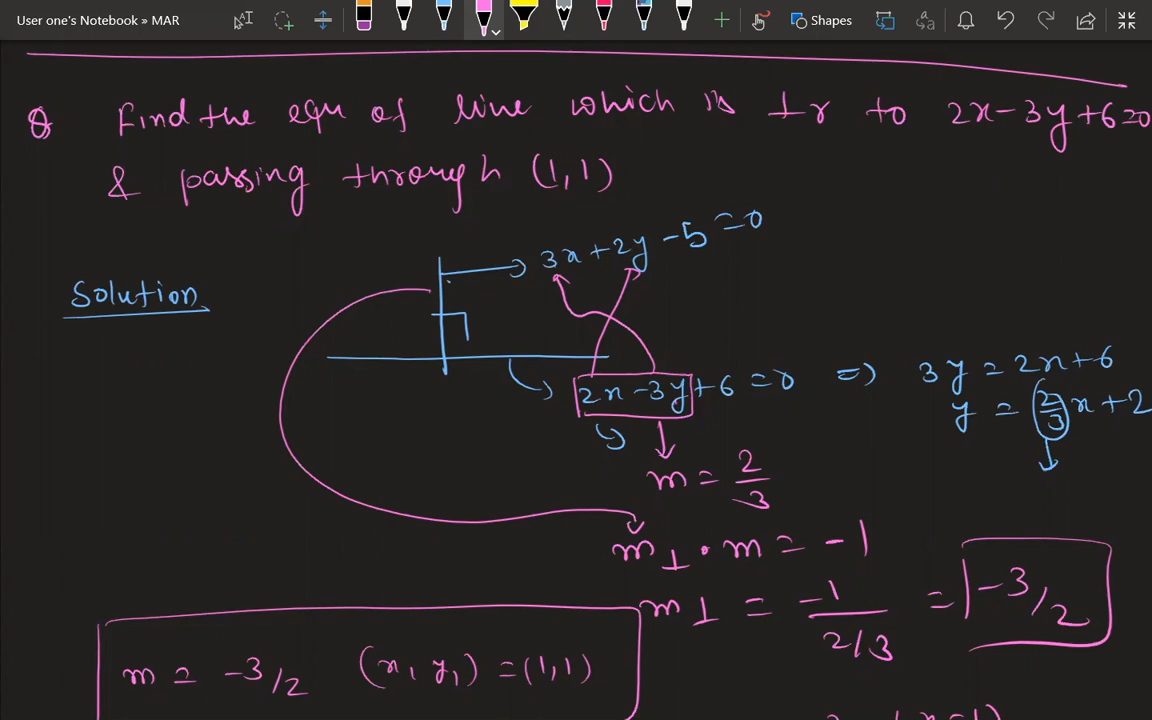 User one's Notebook » MAR
Shapes
Q Find the equ of line which is ⊥r to 2x-3y+6=0
& passing through (1,1)
Solution
3x+2y-5=0
2x-3y+6=0 => 3y=2x+6
y = (2/3)x+2
m = 2/3
m⊥ · m = -1
m⊥ = -1/(2/3) = -3/2
m = -3/2 (x1 y1) = (1,1)